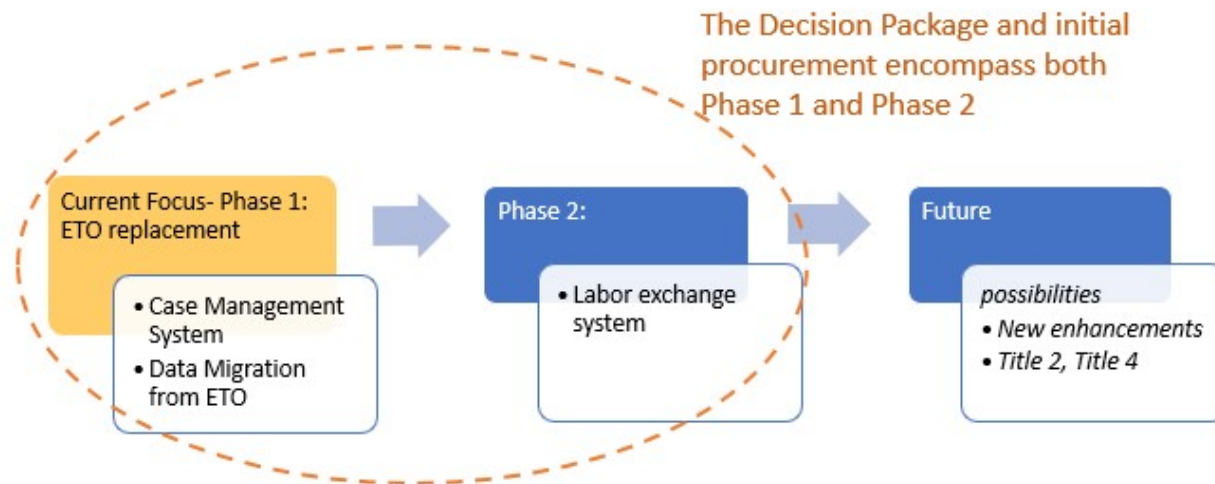 The Decision Package and initial
procurement encompass both
Phase 1 and Phase 2
Current Focus- Phase 1:
ETO replacement
• Case Management
System
• Data Migration
from ETO
Phase 2:
• Labor exchange
system
Future
possibilities
• New enhancements
• Title 2, Title 4